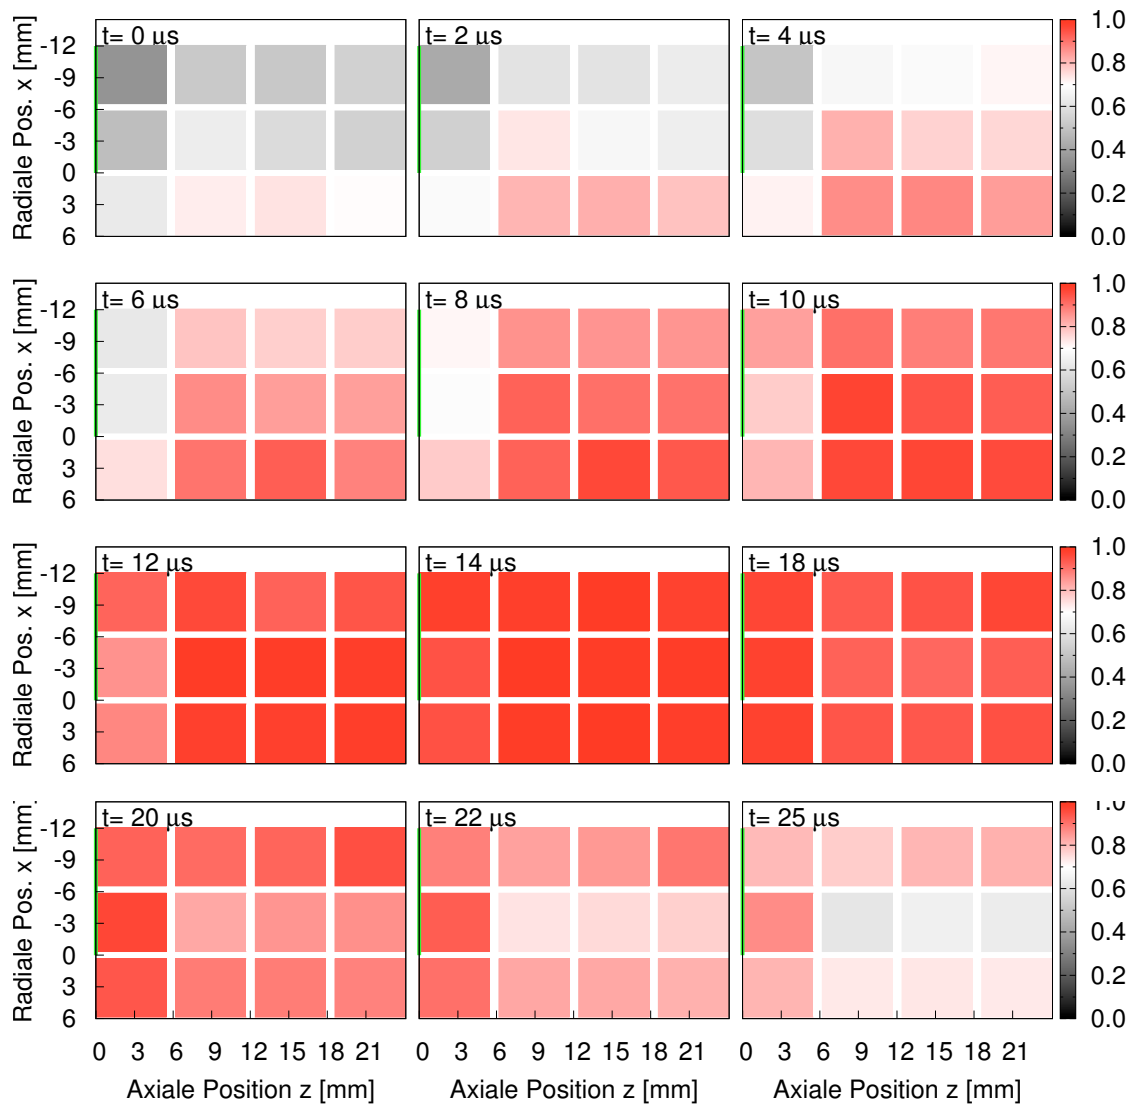 t= 0 µs
t= 2 µs
t= 4 µs
Radiale Pos. x [mm]
-12
-9
-6
-3
0
3
6
1.0
0.8
0.6
0.4
0.2
0.0
t= 6 µs
t= 8 µs
t= 10 µs
Radiale Pos. x [mm]
-12
-9
-6
-3
0
3
6
1.0
0.8
0.6
0.4
0.2
0.0
t= 12 µs
t= 14 µs
t= 18 µs
Radiale Pos. x [mm]
-12
-9
-6
-3
0
3
6
1.0
0.8
0.6
0.4
0.2
0.0
t= 20 µs
t= 22 µs
t= 25 µs
Radiale Pos. x [mm]
-12
-9
-6
-3
0
3
6
1.0
0.8
0.6
0.4
0.2
0.0
0 3 6 9 12 15 18 21
0 3 6 9 12 15 18 21
0 3 6 9 12 15 18 21
Axiale Position z [mm]
Axiale Position z [mm]
Axiale Position z [mm]